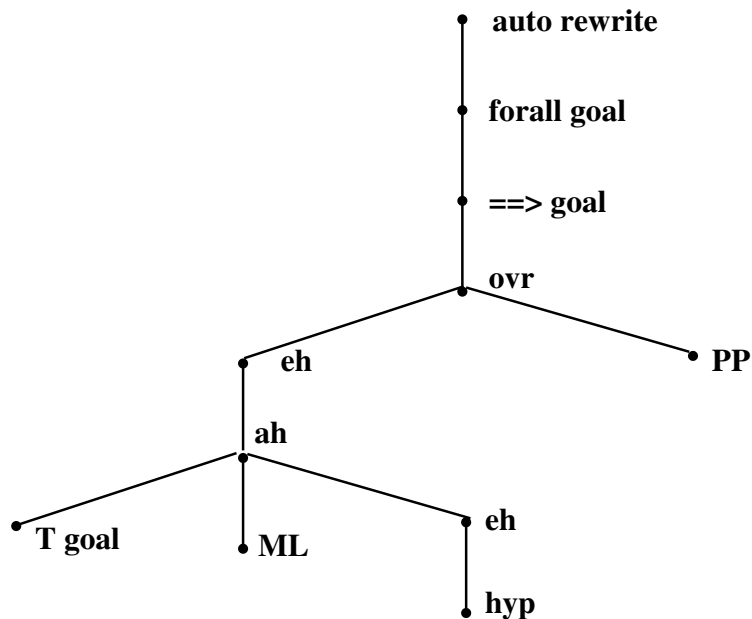 auto rewrite
forall goal
==> goal
ovr
eh
PP
ah
T goal
ML
eh
hyp